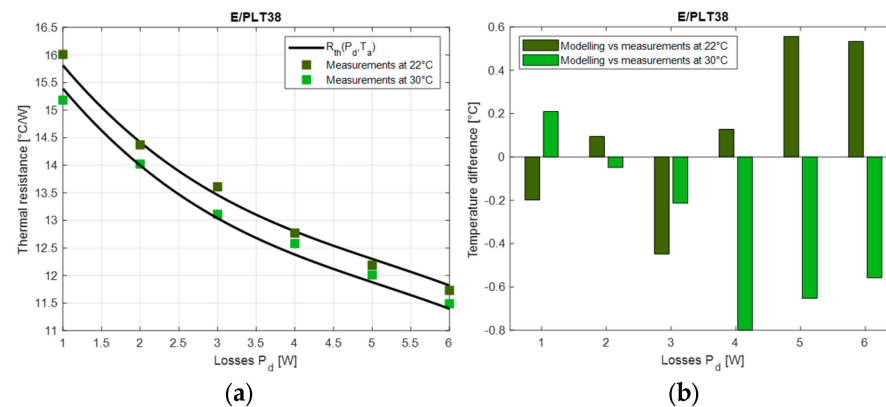 E/PLT38
16.5
16
15.5
15
14.5
14
13.5
13
12.5
12
11.5
11
Thermal resistance [°C/W]
R_th(P_d,T_a)
Measurements at 22°C
Measurements at 30°C
1 1.5 2 2.5 3 3.5 4 4.5 5 5.5 6
Losses P_d [W]
(a)
E/PLT38
0.6
0.4
0.2
0
-0.2
-0.4
-0.6
-0.8
Temperature difference [°C]
Modelling vs measurements at 22°C
Modelling vs measurements at 30°C
1 2 3 4 5 6
Losses P_d [W]
(b)